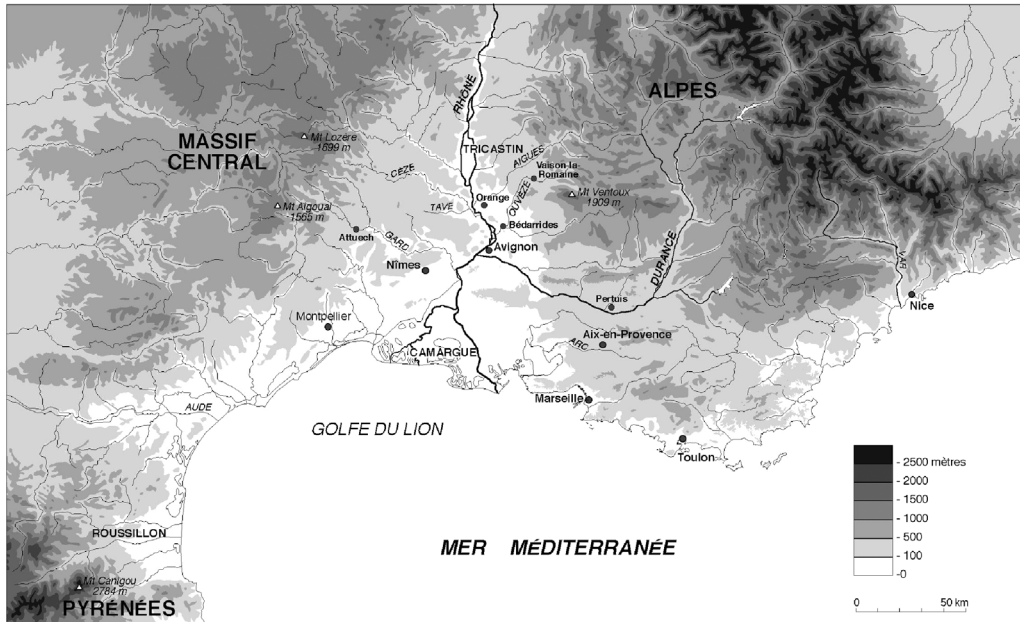 RHÔNE
ALPES
MASSIF
CENTRAL
Mt Lozère
1699 m
TRICASTIN
AIGUES
CÈZE
Vaison-la-
Romaine
Mt Ventoux
1909 m
OUVÈZE
TAVE
Orange
Mt Aigoual
1565 m
Bédarrides
Attuech
GARD
Avignon
Nîmes
DURANCE
VAR
Nice
Pertuis
Montpellier
Aix-en-Provence
ARC
CAMARGUE
Marseille
AUDE
GOLFE DU LION
Toulon
- 2500 mètres
- 2000
- 1500
- 1000
- 500
- 100
-0
ROUSSILLON
MER MÉDITERRANÉE
Mt Canigou
2784 m
PYRÉNÉES
0 50 km